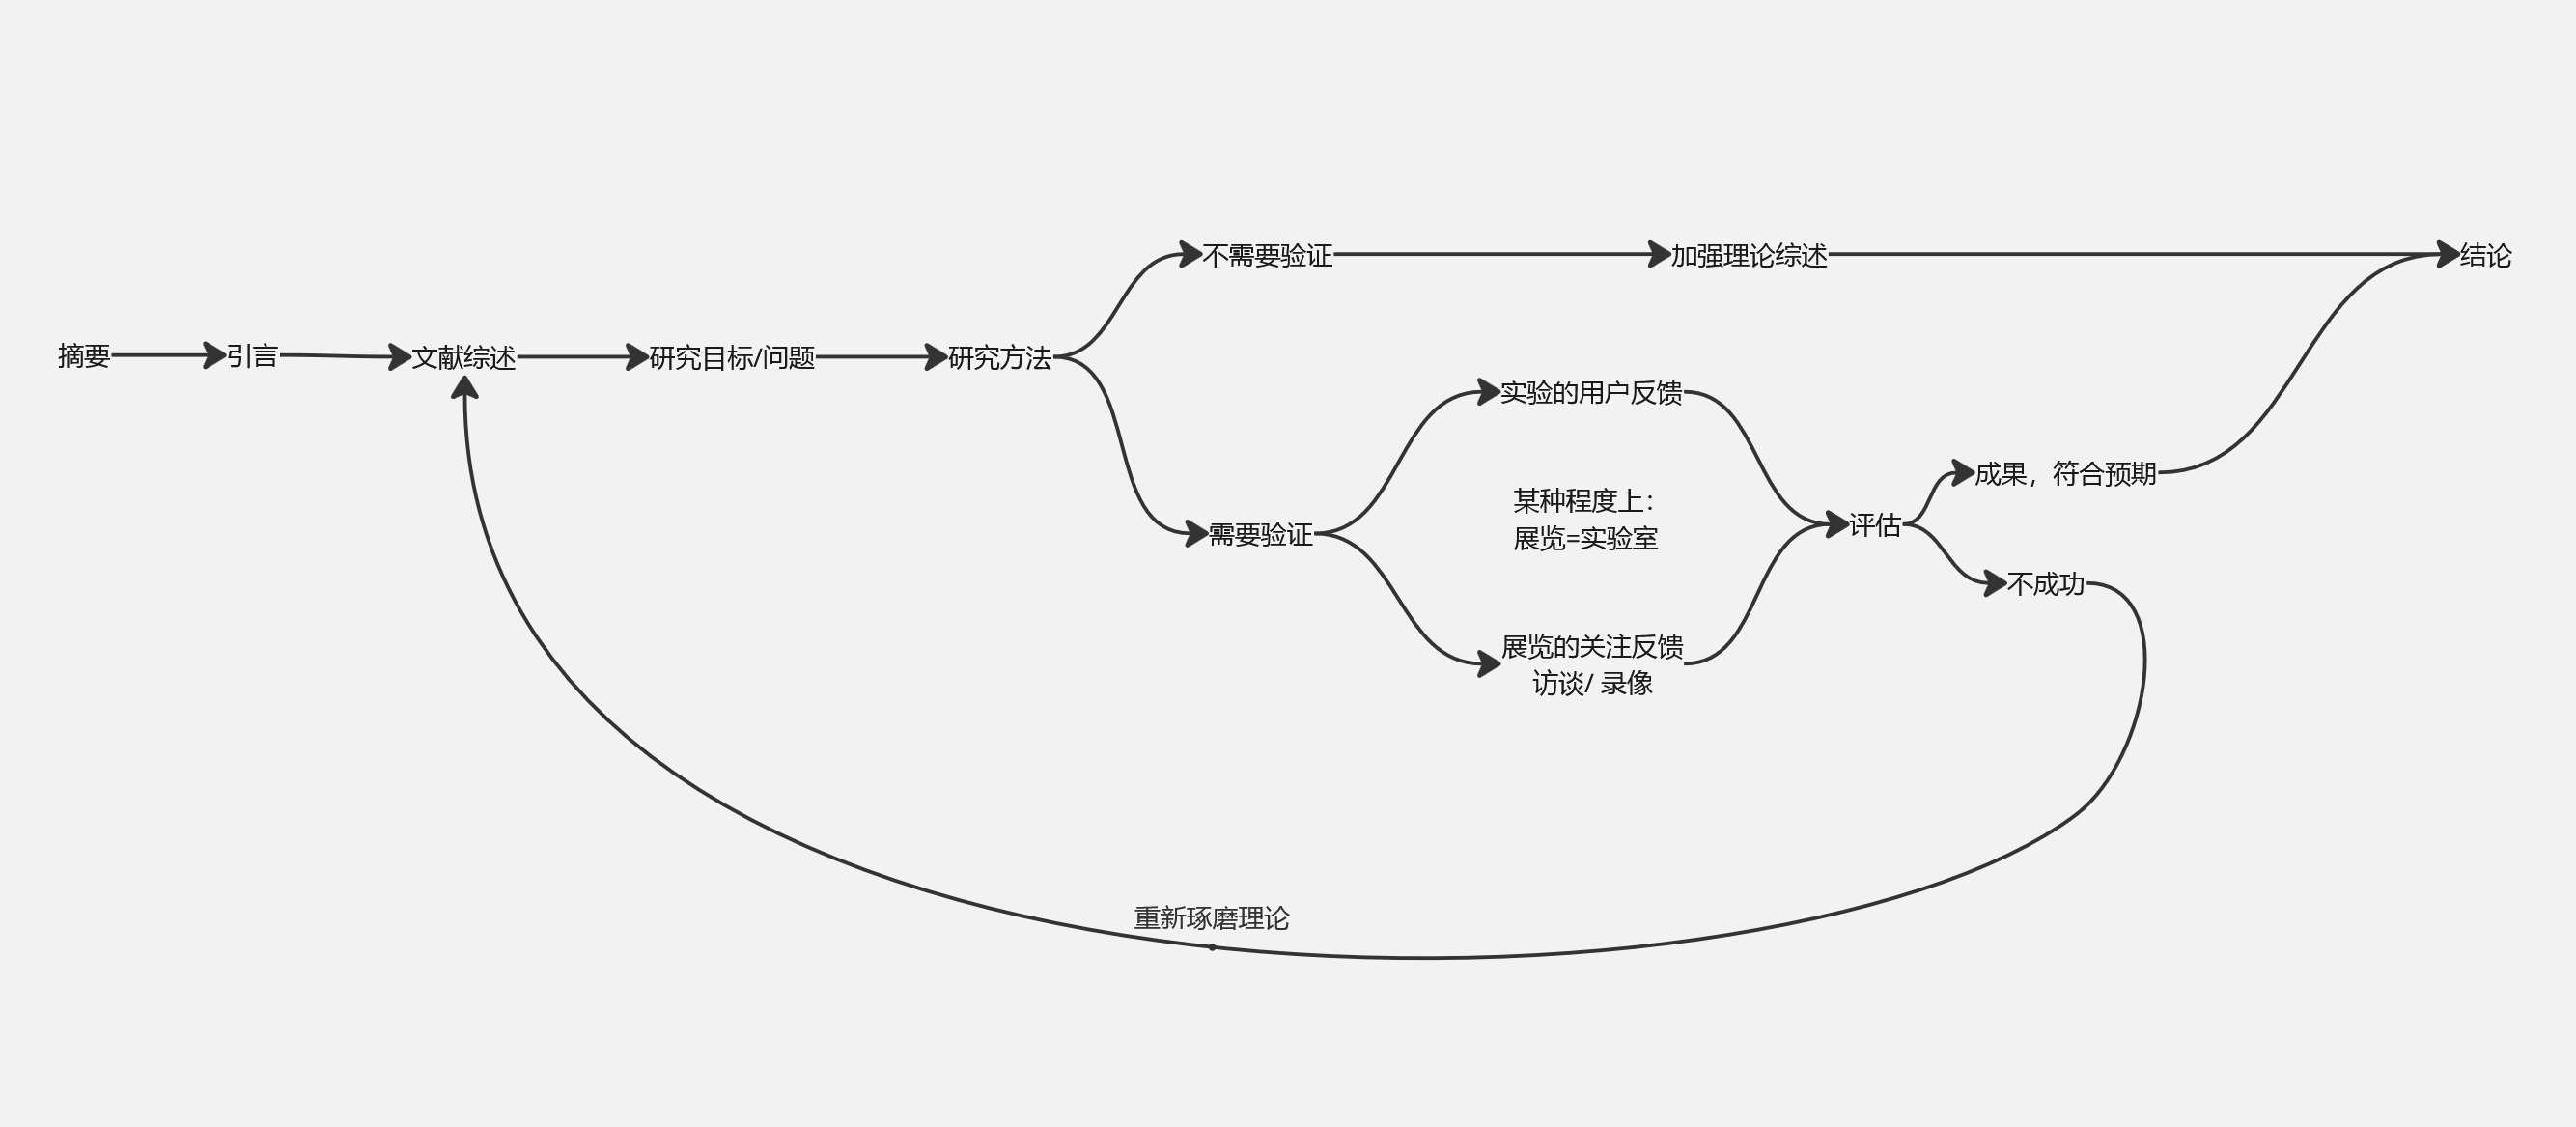 摘要
引言
文献综述
研究目标/问题
研究方法
不需要验证
加强理论综述
结论
需要验证
实验的用户反馈
某种程度上：
展览=实验室
展览的关注反馈
访谈/ 录像
评估
成果，符合预期
不成功
重新琢磨理论